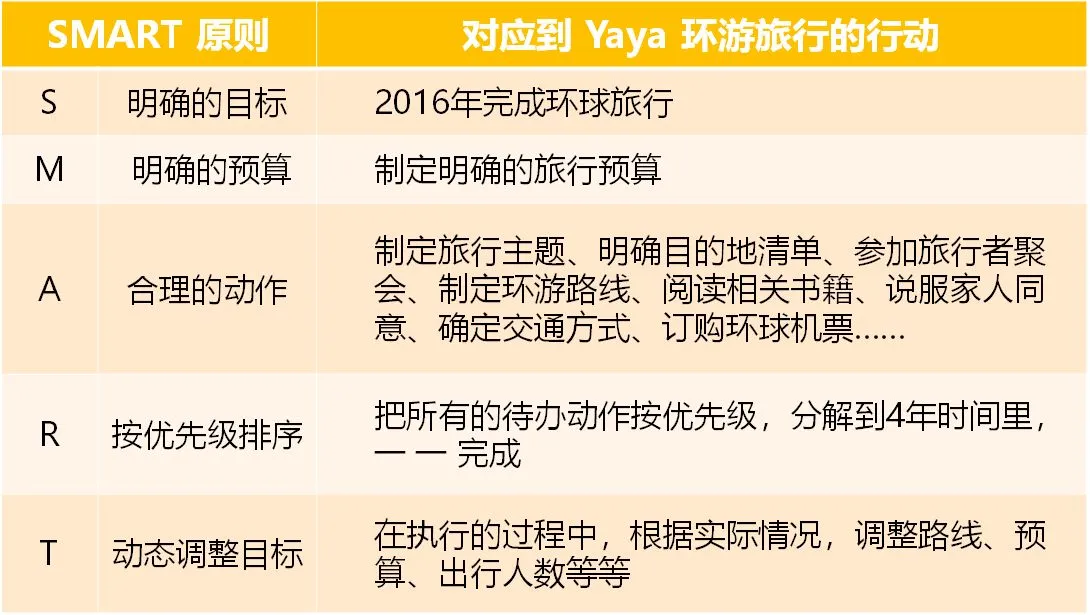 SMART 原则 对应到 Yaya 环游旅行的行动
S 明确的目标 2016年完成环球旅行
M 明确的预算 制定明确的旅行预算
A 合理的动作 制定旅行主题、明确目的地清单、参加旅行者聚
会、制定环游路线、阅读相关书籍、说服家人同
意、确定交通方式、订购环球机票……
R 按优先级排序 把所有的待办动作按优先级，分解到4年时间里，
一 一 完成
T 动态调整目标 在执行的过程中，根据实际情况，调整路线、预
算、出行人数等等